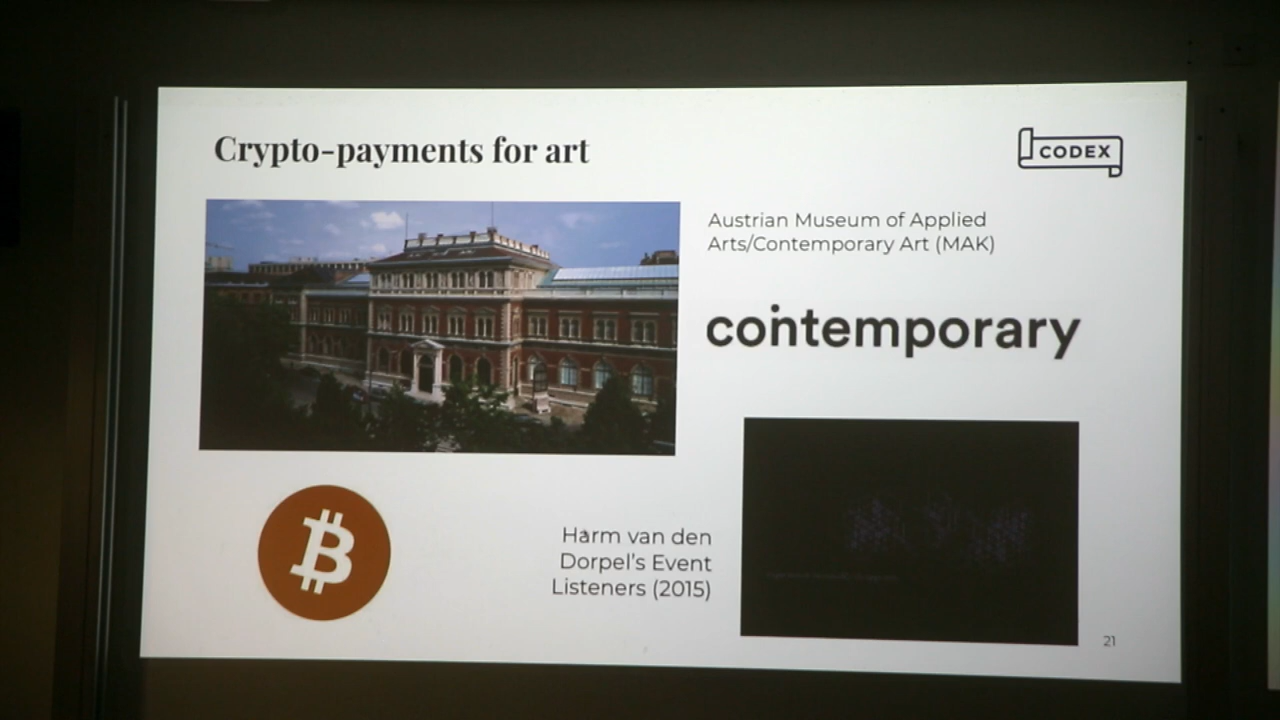 Crypto-payments for art
CODEX
Austrian Museum of Applied
Arts/Contemporary Art (MAK)
cointemporary
Harm van den
Dorpel's Event
Listeners (2015)
21